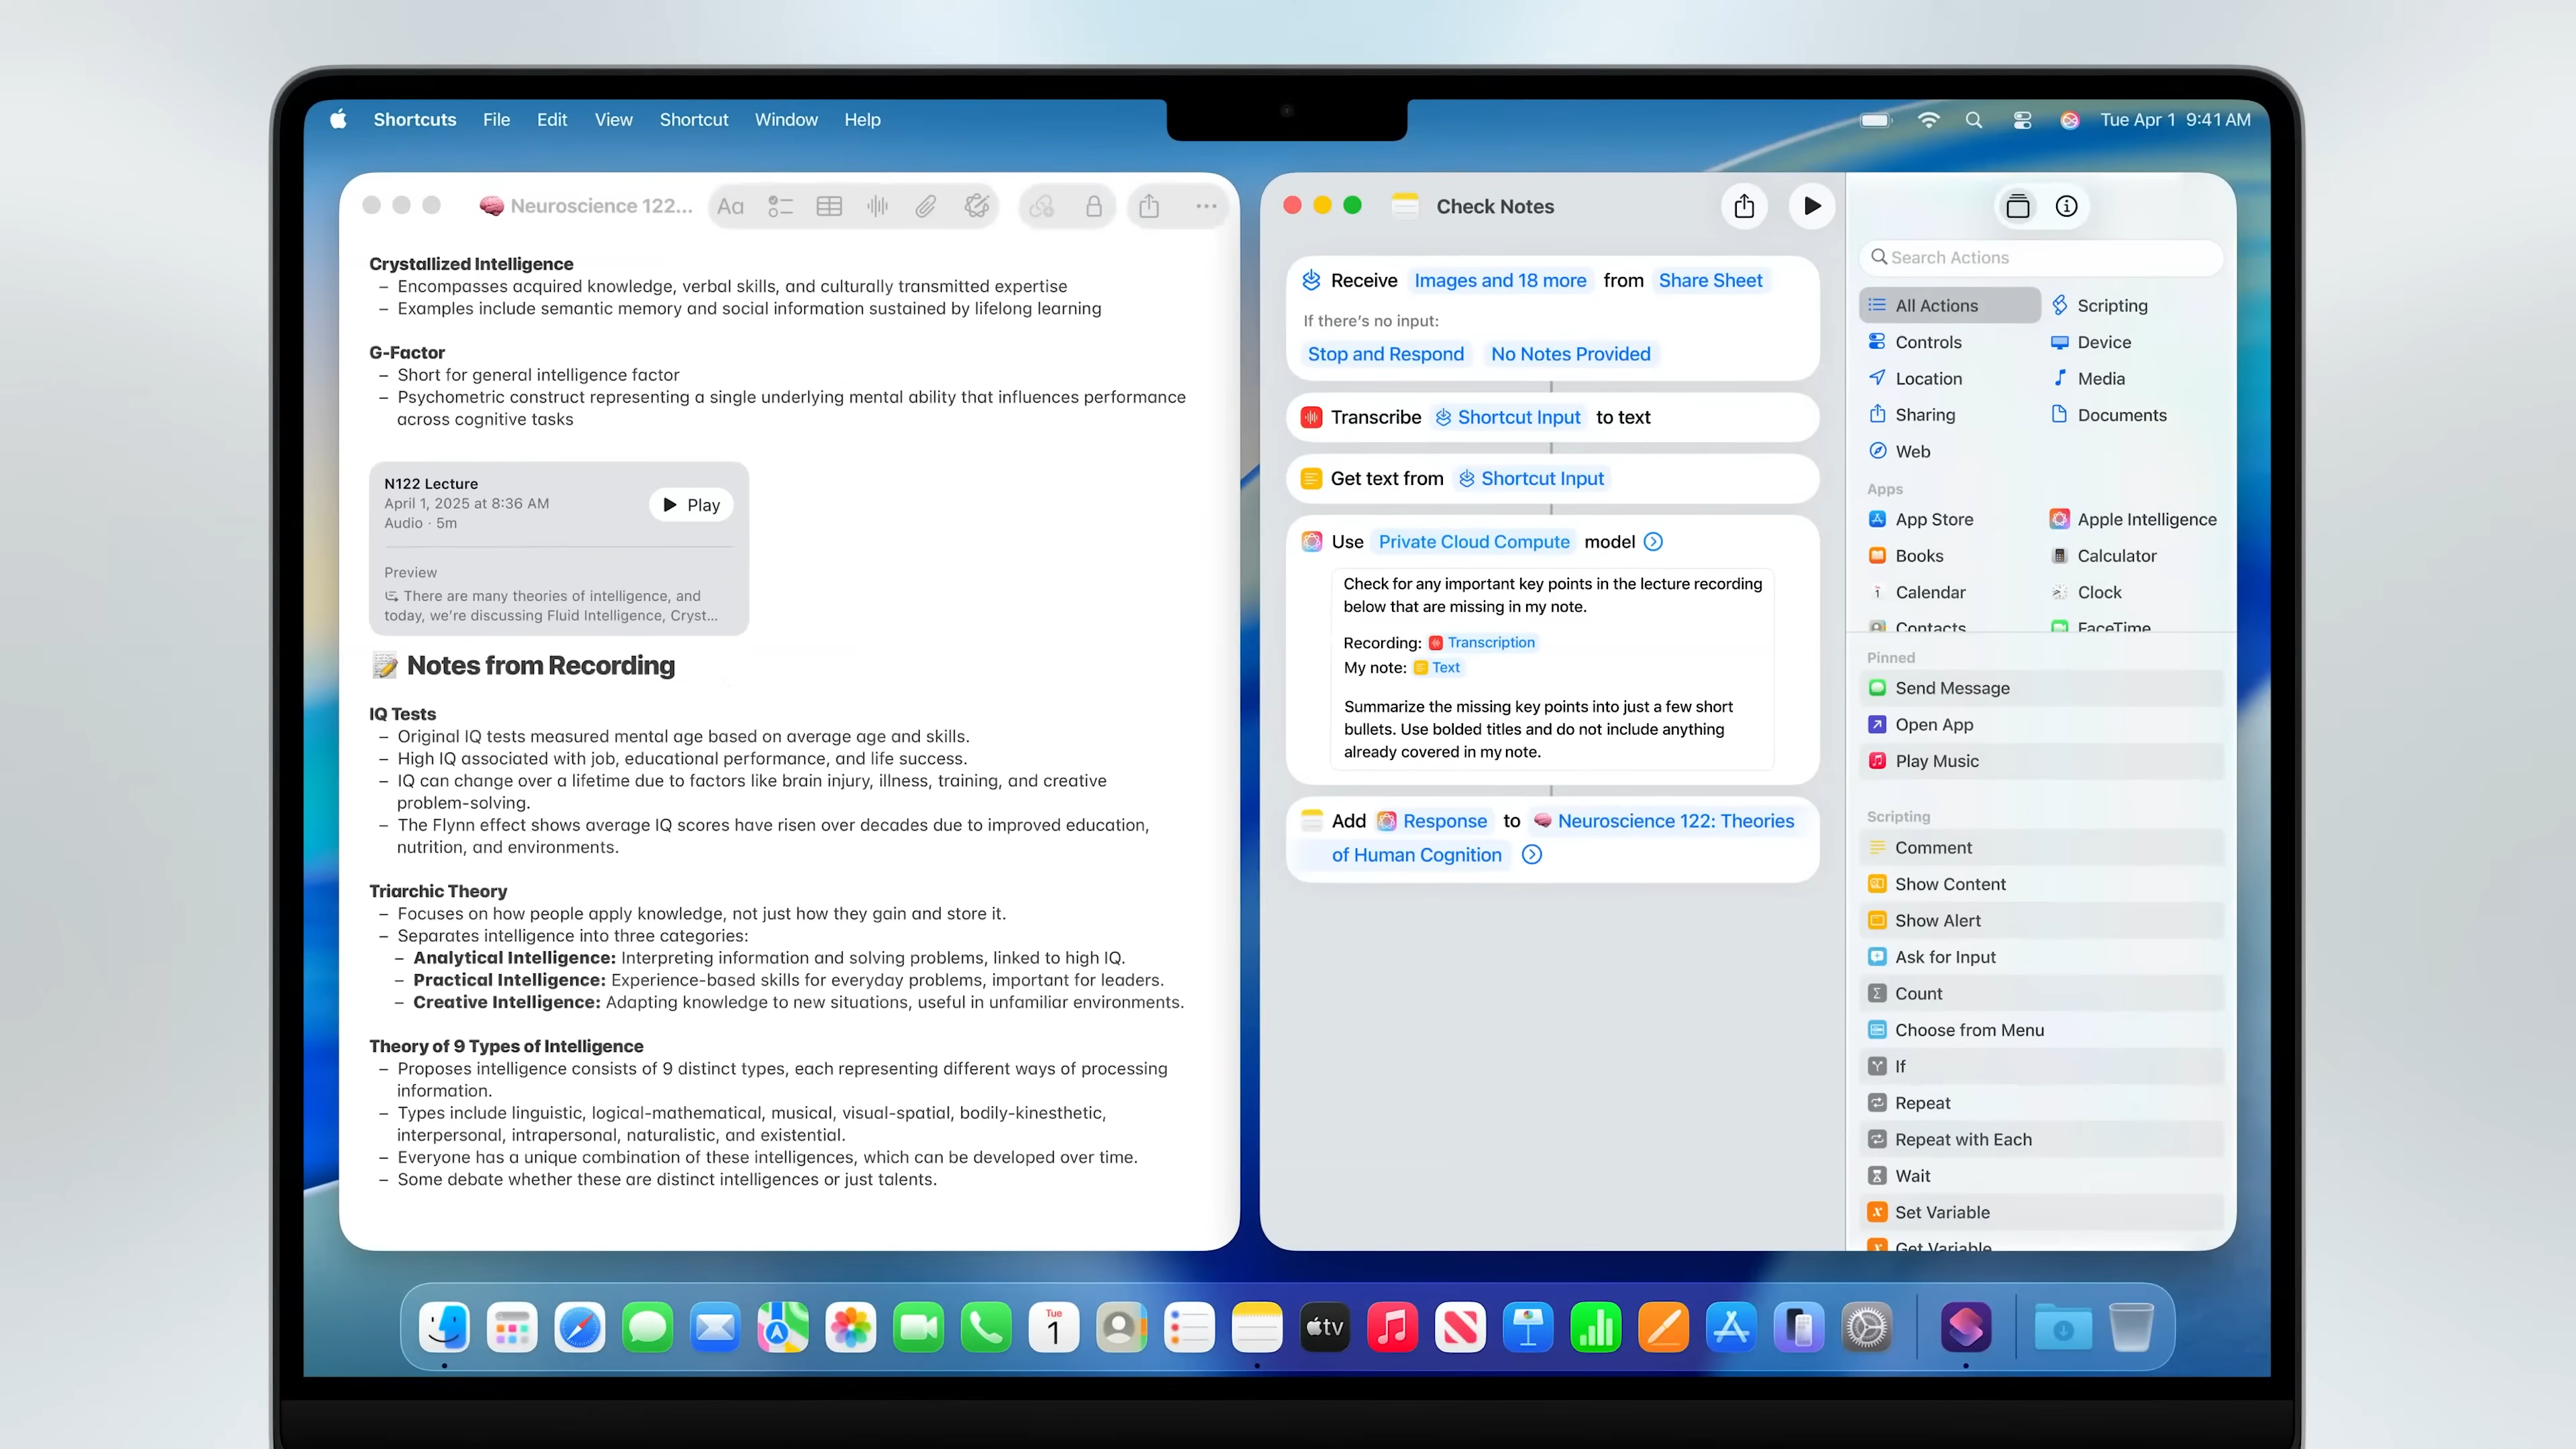 Shortcuts File Edit View Shortcut Window Help
Tue Apr 1 9:41 AM
Neuroscience 122...
Aa
Crystallized Intelligence
– Encompasses acquired knowledge, verbal skills, and culturally transmitted expertise
– Examples include semantic memory and social information sustained by lifelong learning
G-Factor
– Short for general intelligence factor
– Psychometric construct representing a single underlying mental ability that influences performance
across cognitive tasks
N122 Lecture
April 1, 2025 at 8:36 AM
Audio · 5m
Play
Preview
There are many theories of intelligence, and
today, we’re discussing Fluid Intelligence, Cryst...
Notes from Recording
IQ Tests
– Original IQ tests measured mental age based on average age and skills.
– High IQ associated with job, educational performance, and life success.
– IQ can change over a lifetime due to factors like brain injury, illness, training, and creative
problem-solving.
– The Flynn effect shows average IQ scores have risen over decades due to improved education,
nutrition, and environments.
Triarchic Theory
– Focuses on how people apply knowledge, not just how they gain and store it.
– Separates intelligence into three categories:
– Analytical Intelligence: Interpreting information and solving problems, linked to high IQ.
– Practical Intelligence: Experience-based skills for everyday problems, important for leaders.
– Creative Intelligence: Adapting knowledge to new situations, useful in unfamiliar environments.
Theory of 9 Types of Intelligence
– Proposes intelligence consists of 9 distinct types, each representing different ways of processing
information.
– Types include linguistic, logical-mathematical, musical, visual-spatial, bodily-kinesthetic,
interpersonal, intrapersonal, naturalistic, and existential.
– Everyone has a unique combination of these intelligences, which can be developed over time.
– Some debate whether these are distinct intelligences or just talents.
Check Notes
Receive Images and 18 more from Share Sheet
If there’s no input:
Stop and Respond No Notes Provided
Transcribe Shortcut Input to text
Get text from Shortcut Input
Use Private Cloud Compute model
Check for any important key points in the lecture recording
below that are missing in my note.
Recording: Transcription
My note: Text
Summarize the missing key points into just a few short
bullets. Use bolded titles and do not include anything
already covered in my note.
Add Response to Neuroscience 122: Theories
of Human Cognition
Search Actions
All Actions Scripting
Controls Device
Location Media
Sharing Documents
Web
Apps
App Store Apple Intelligence
Books Calculator
Calendar Clock
Contacts FaceTime
Pinned
Send Message
Open App
Play Music
Scripting
Comment
Show Content
Show Alert
Ask for Input
Count
Choose from Menu
If
Repeat
Repeat with Each
Wait
Set Variable
Get Variable
Tue
1
tv